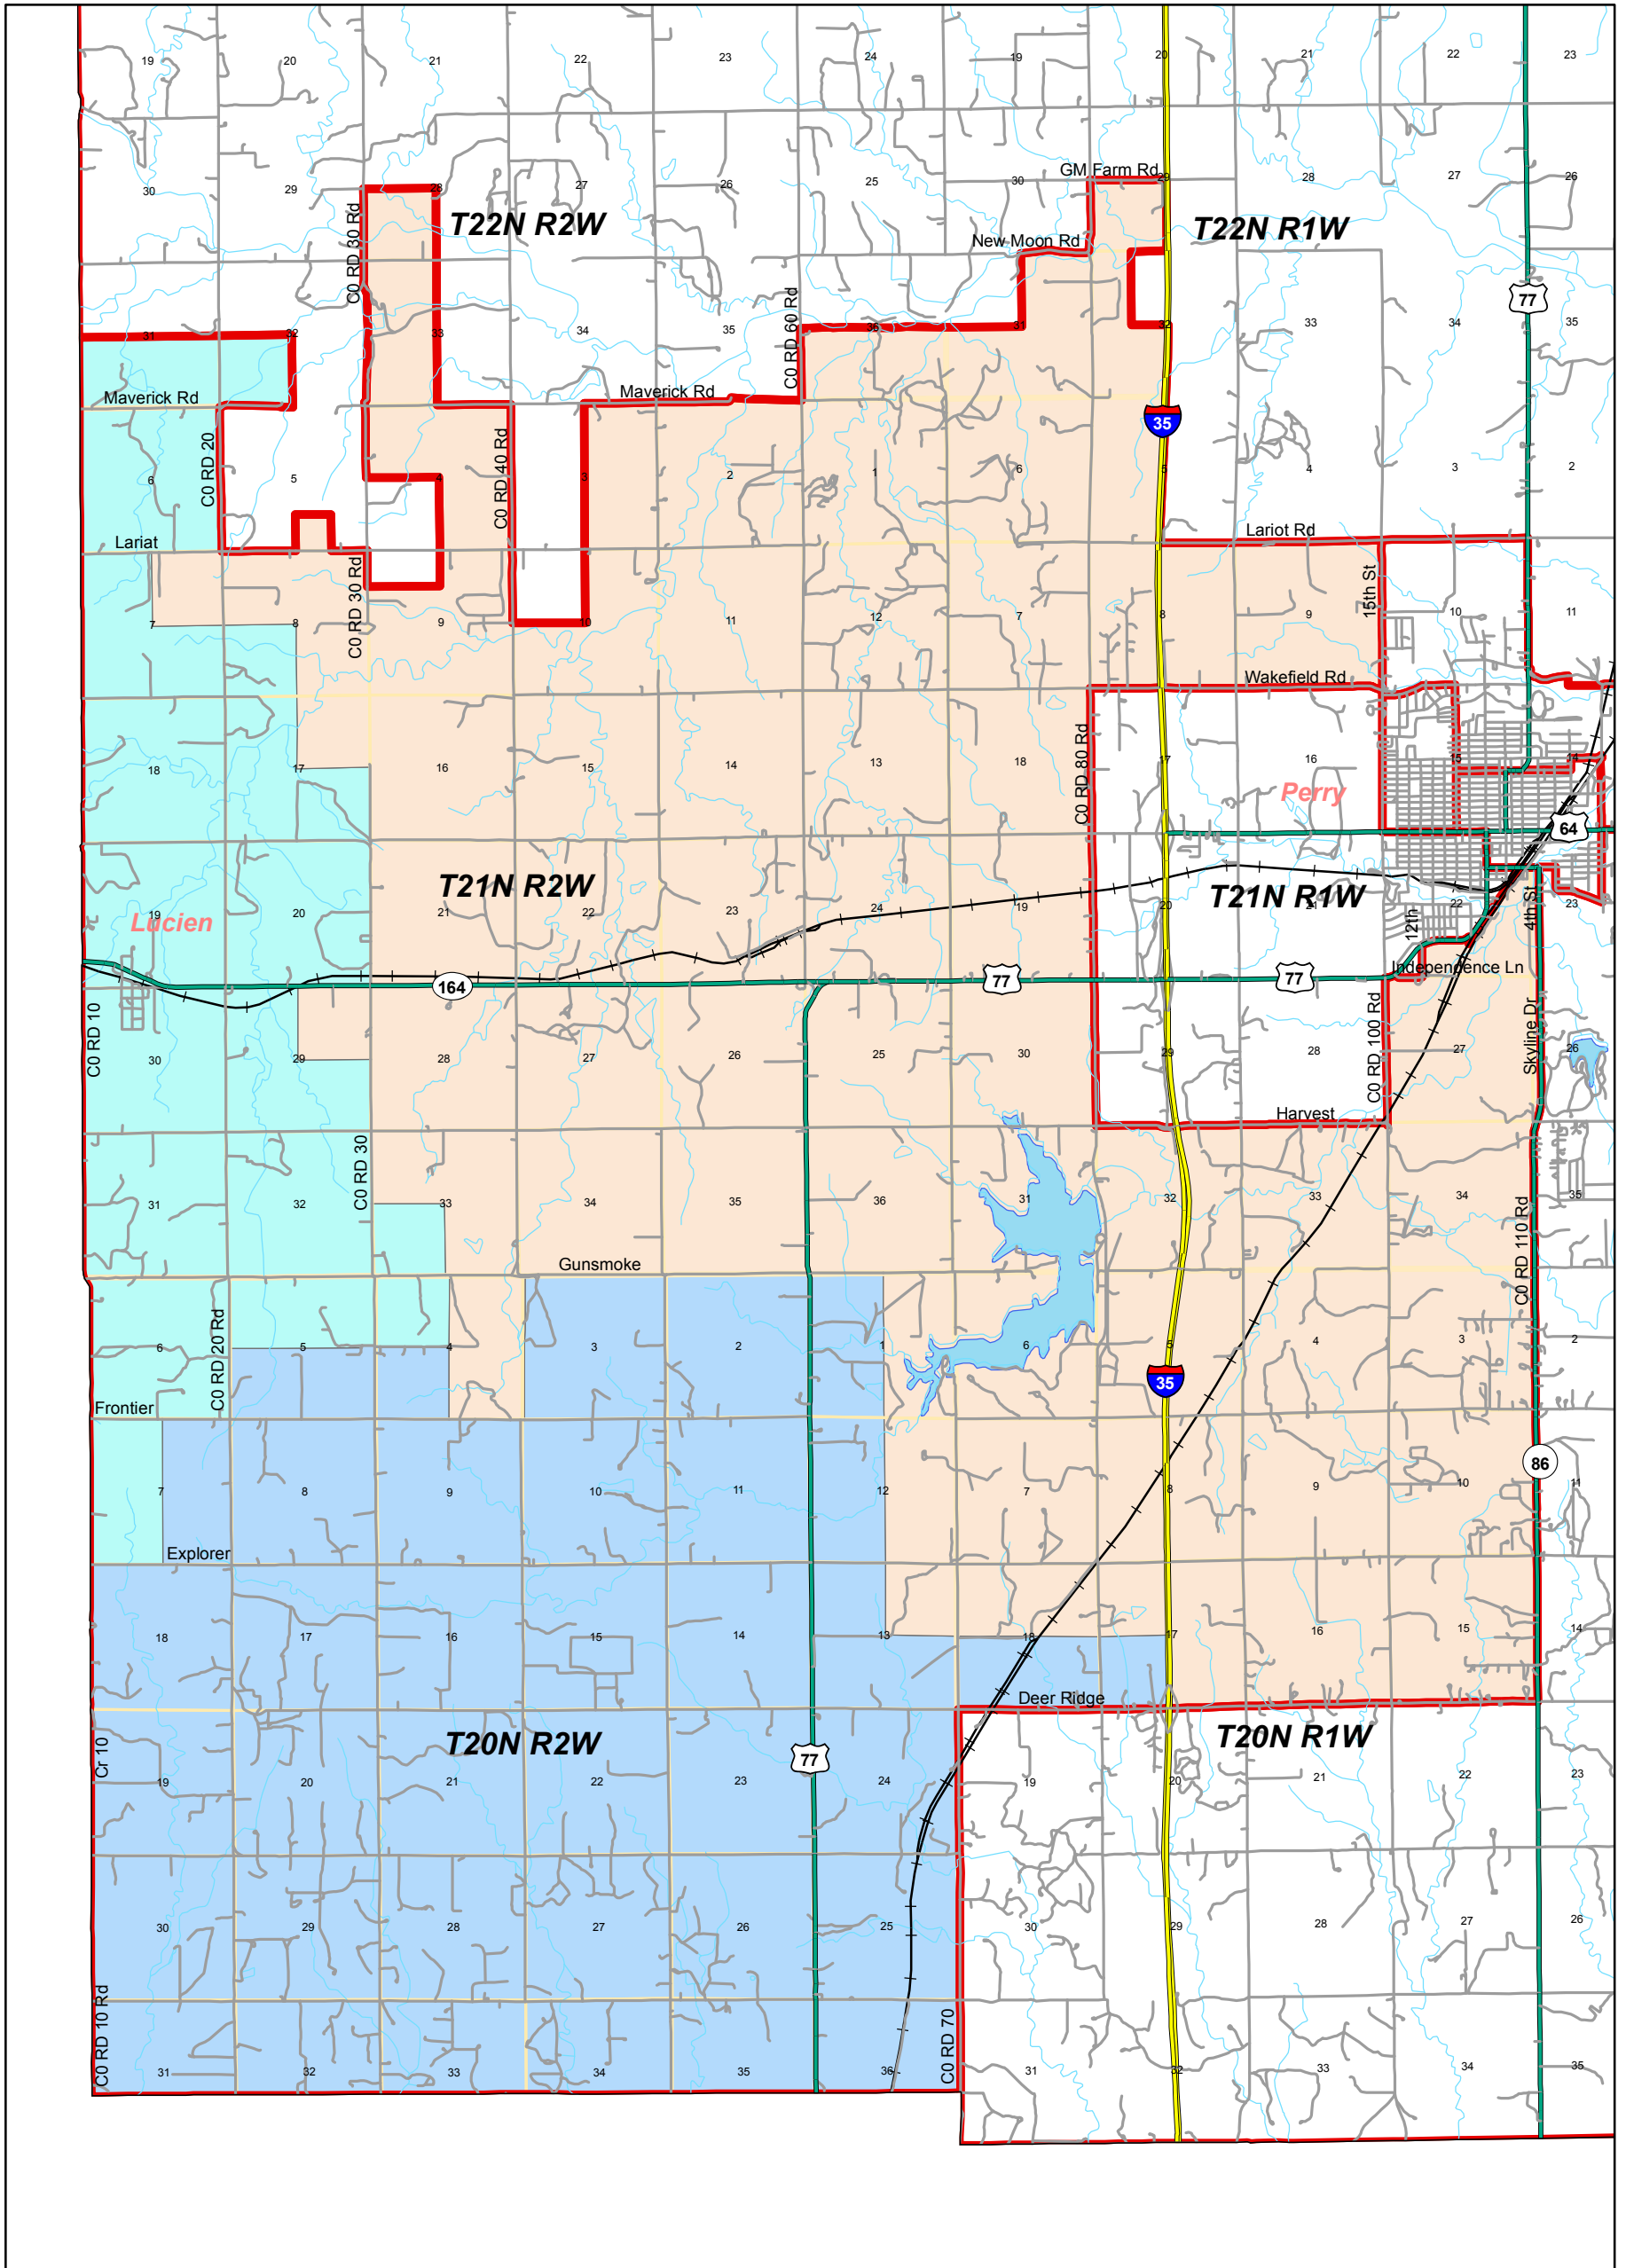 19 20 21 22 23 24 19 20 21 22 23
30 29 28 27 26 25 30 29 28 27 26
GM Farm Rd
C0 RD 30 Rd
T22N R2W
New Moon Rd
T22N R1W
77
31 32 33 34 35 36 31 32 33 34 35
C0 RD 60 Rd
Maverick Rd
Maverick Rd
35
C0 RD 20
C0 RD 40 Rd
6 5 4 3 2 1 6 5 4 3 2
Lariat
Lariot Rd
C0 RD 30 Rd
15th St
7 8 9 10 11 12 7 8 9 10 11
Wakefield Rd
C0 RD 80 Rd
18 17 16 15 14 13 18 17 16 15 14
Perry
64
T21N R2W
T21N R1W
Lucien
19 20 21 22 23 24 19 20 21 22 23
12th
4th St
Independence Ln
164
77
77
C0 RD 10
C0 RD 100 Rd
Skyline Dr
30 29 28 27 26 25 30 29 28 27 26
Harvest
C0 RD 30
31 32 33 34 35 36 31 32 33 34 35
C0 RD 110 Rd
Gunsmoke
C0 RD 20 Rd
6 5 4 3 2 1 6 5 4 3 2
35
Frontier
86
7 8 9 10 11 12 7 8 9 10 11
Explorer
18 17 16 15 14 13 18 17 16 15 14
Deer Ridge
T20N R2W
T20N R1W
Cr 10
77
19 20 21 22 23 24 19 20 21 22 23
30 29 28 27 26 25 30 29 28 27 26
C0 RD 10 Rd
C0 RD 70
31 32 33 34 35 36 31 32 33 34 35